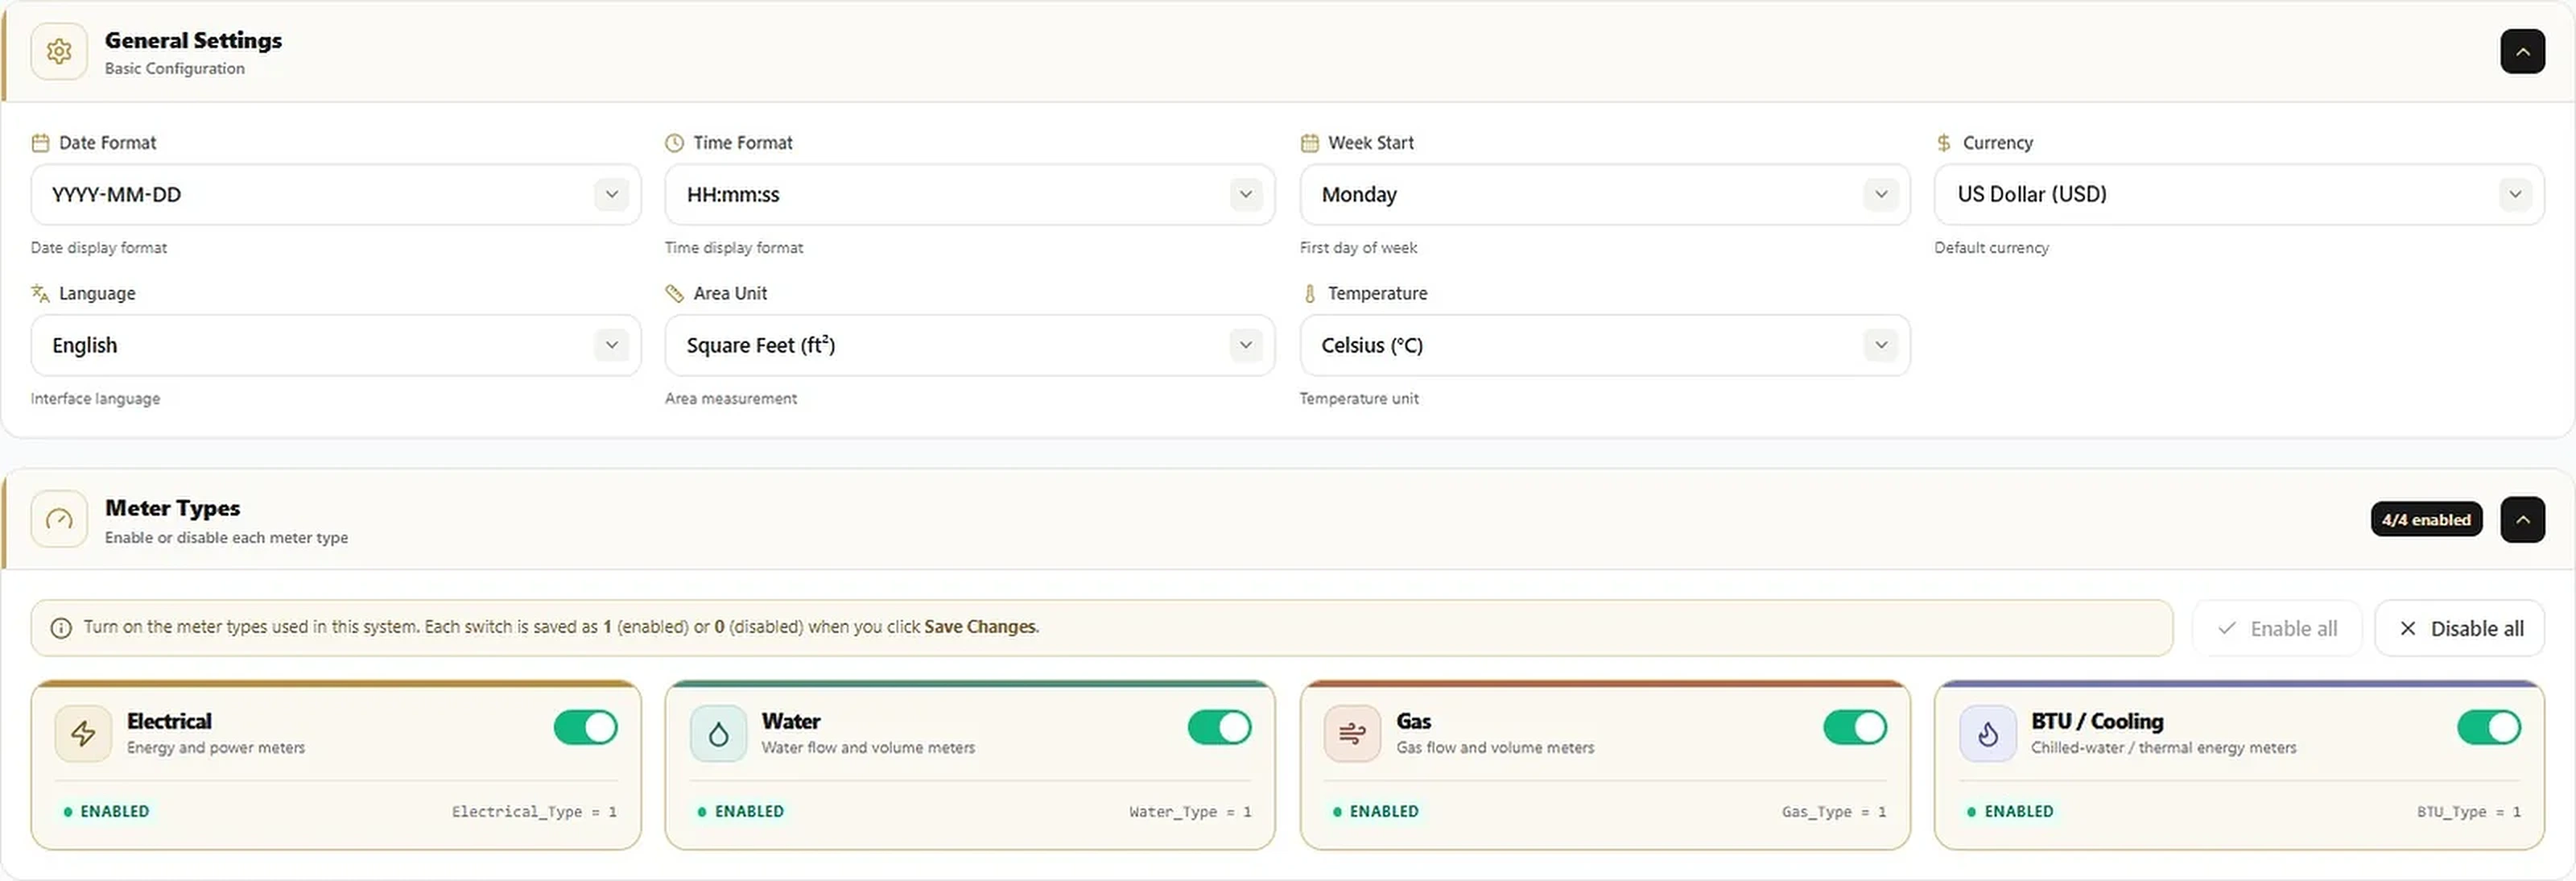 General Settings
Basic Configuration
Date Format
Time Format
Week Start
Currency
YYYY-MM-DD
HH:mm:ss
Monday
US Dollar (USD)
Date display format
Time display format
First day of week
Default currency
Language
Area Unit
Temperature
English
Square Feet (ft²)
Celsius (°C)
Interface language
Area measurement
Temperature unit
Meter Types
Enable or disable each meter type
4/4 enabled
Turn on the meter types used in this system. Each switch is saved as 1 (enabled) or 0 (disabled) when you click Save Changes.
Enable all
Disable all
Electrical
Energy and power meters
ENABLED
Electrical_Type = 1
Water
Water flow and volume meters
ENABLED
Water_Type = 1
Gas
Gas flow and volume meters
ENABLED
Gas_Type = 1
BTU / Cooling
Chilled-water / thermal energy meters
ENABLED
BTU_Type = 1